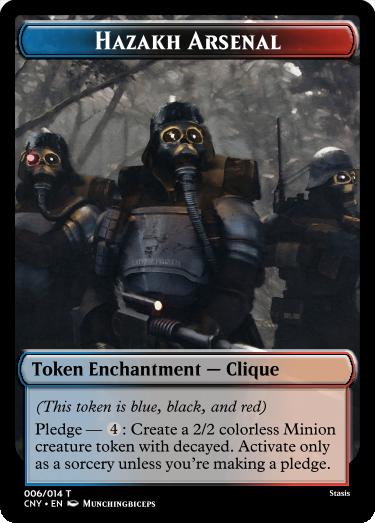 Hazakh Arsenal
Token Enchantment — Clique
(This token is blue, black, and red)
Pledge — 4 : Create a 2/2 colorless Minion
creature token with decayed. Activate only
as a sorcery unless you're making a pledge.
006/014 T
Stasis
CNY • EN Munchingbiceps